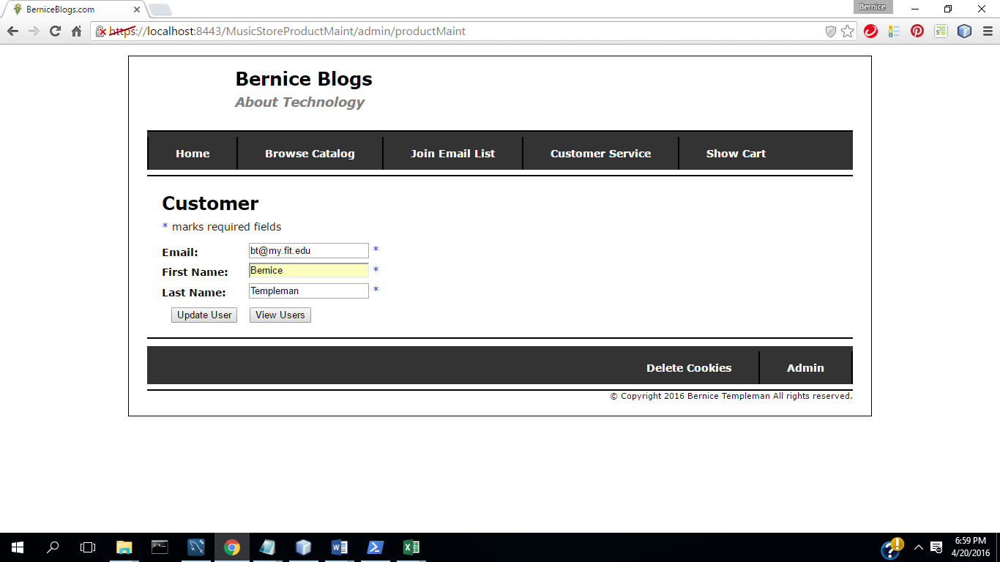 BerniceBlogs.com
Bernice
https://localhost:8443/MusicStoreProductMaint/admin/productMaint
Bernice Blogs
About Technology
Home Browse Catalog Join Email List Customer Service Show Cart
Customer
* marks required fields
Email: bt@my.fit.edu *
First Name: Bernice *
Last Name: Templeman *
Update User View Users
Delete Cookies Admin
© Copyright 2016 Bernice Templeman All rights reserved.
6:59 PM
4/20/2016